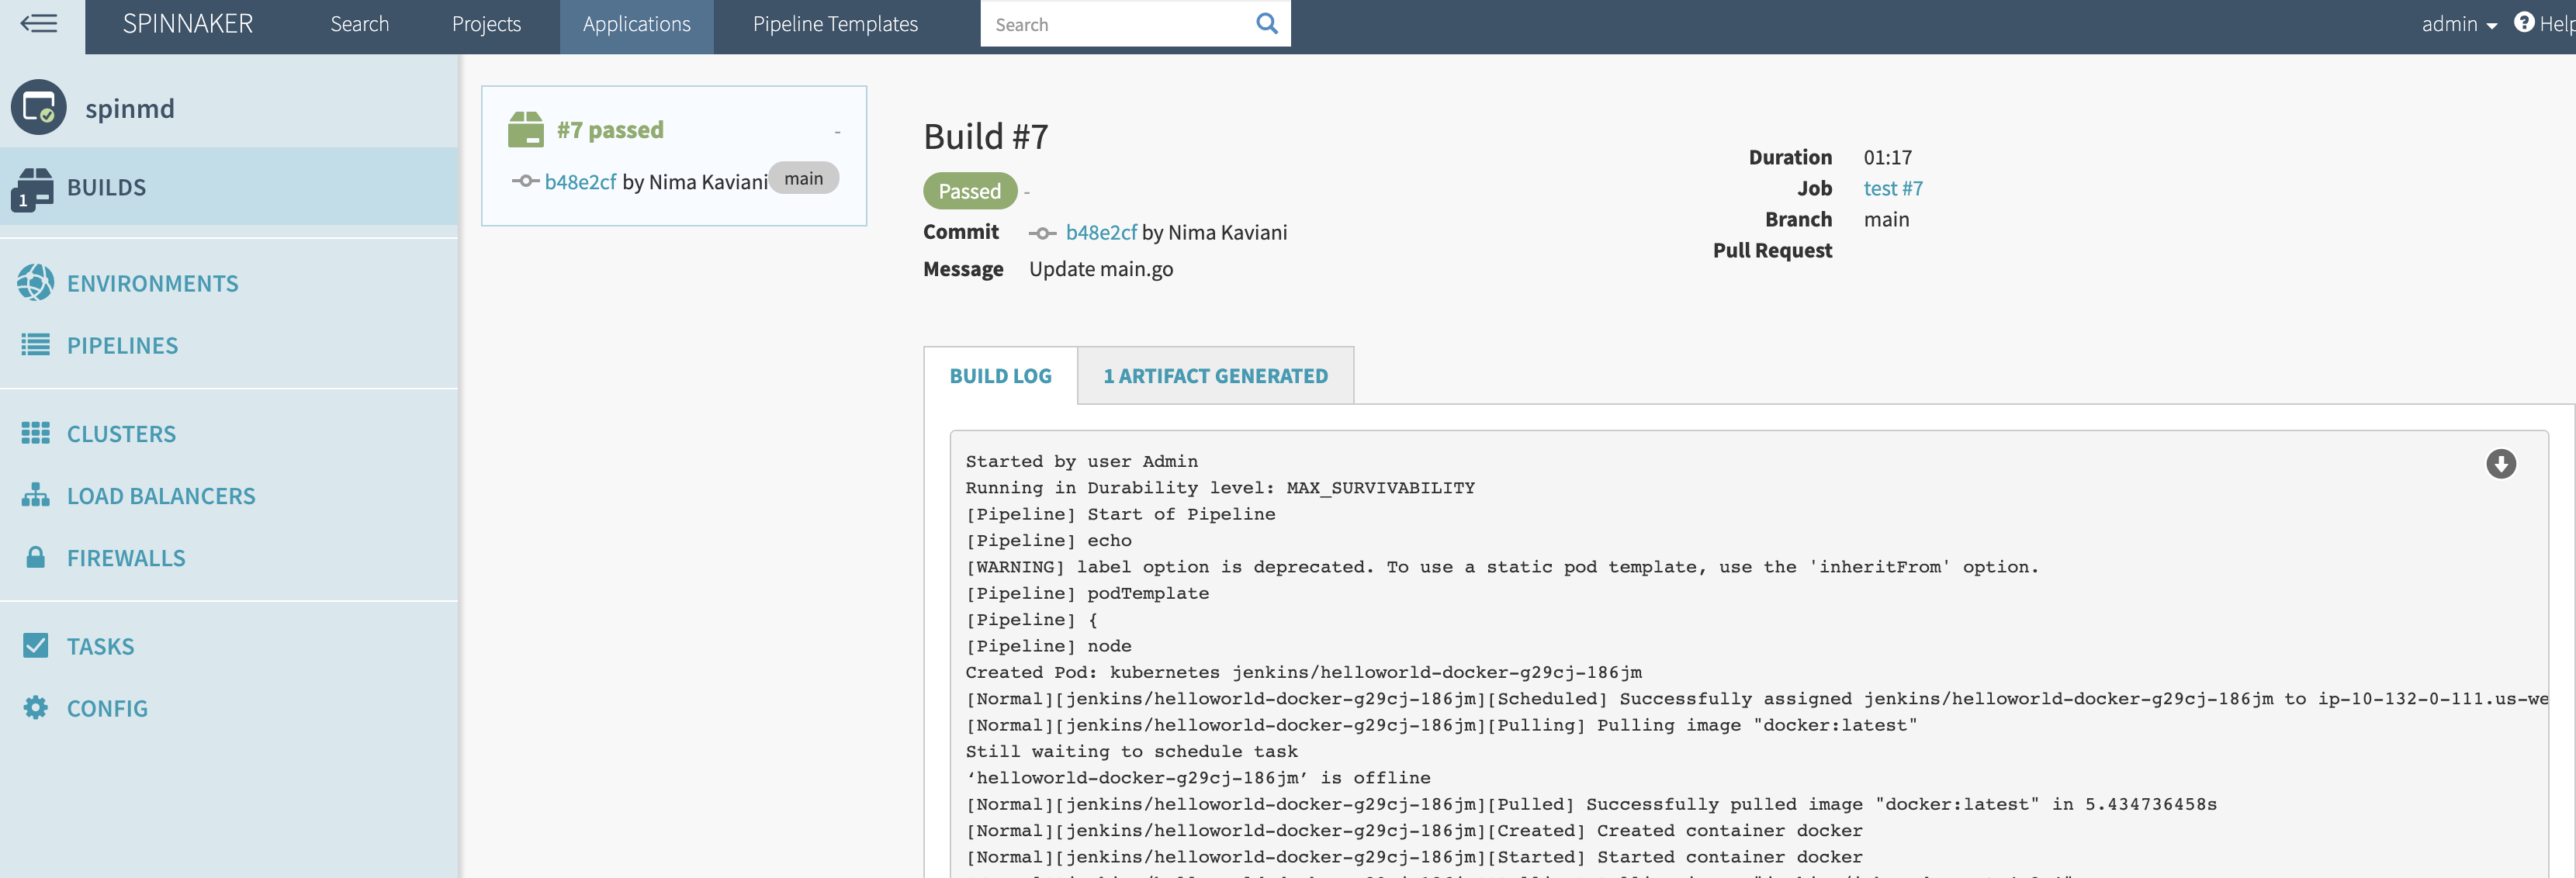 SPINNAKER Search Projects Applications Pipeline Templates Search admin Help
spinmd
1 BUILDS
ENVIRONMENTS
PIPELINES
CLUSTERS
LOAD BALANCERS
FIREWALLS
TASKS
CONFIG
#7 passed -
b48e2cf by Nima Kaviani main
Build #7
Passed -
Commit b48e2cf by Nima Kaviani
Message Update main.go
Duration 01:17
Job test #7
Branch main
Pull Request
BUILD LOG 1 ARTIFACT GENERATED
Started by user Admin
Running in Durability level: MAX_SURVIVABILITY
[Pipeline] Start of Pipeline
[Pipeline] echo
[WARNING] label option is deprecated. To use a static pod template, use the 'inheritFrom' option.
[Pipeline] podTemplate
[Pipeline] {
[Pipeline] node
Created Pod: kubernetes jenkins/helloworld-docker-g29cj-186jm
[Normal][jenkins/helloworld-docker-g29cj-186jm][Scheduled] Successfully assigned jenkins/helloworld-docker-g29cj-186jm to ip-10-132-0-111.us-we
[Normal][jenkins/helloworld-docker-g29cj-186jm][Pulling] Pulling image "docker:latest"
Still waiting to schedule task
‘helloworld-docker-g29cj-186jm’ is offline
[Normal][jenkins/helloworld-docker-g29cj-186jm][Pulled] Successfully pulled image "docker:latest" in 5.434736458s
[Normal][jenkins/helloworld-docker-g29cj-186jm][Created] Created container docker
[Normal][jenkins/helloworld-docker-g29cj-186jm][Started] Started container docker